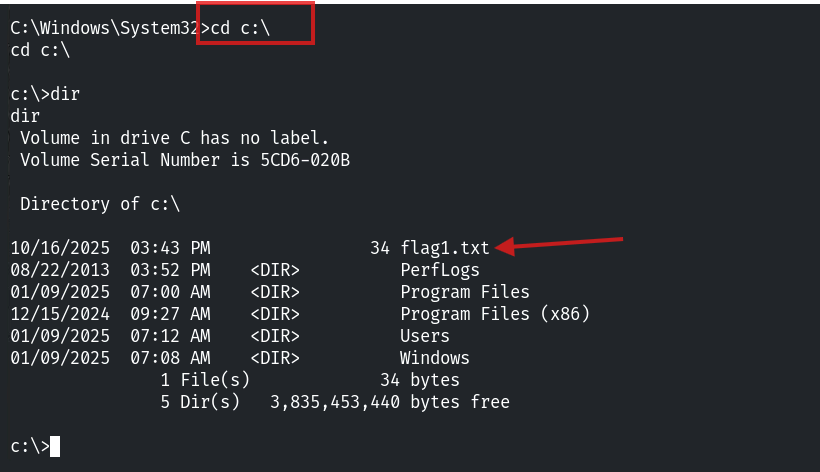 C:\Windows\System32>cd c:\
cd c:\
c:\>dir
dir
 Volume in drive C has no label.
 Volume Serial Number is 5CD6-020B
 Directory of c:\
10/16/2025  03:43 PM                34 flag1.txt
08/22/2013  03:52 PM    <DIR>          PerfLogs
01/09/2025  07:00 AM    <DIR>          Program Files
12/15/2024  09:27 AM    <DIR>          Program Files (x86)
01/09/2025  07:12 AM    <DIR>          Users
01/09/2025  07:08 AM    <DIR>          Windows
               1 File(s)             34 bytes
               5 Dir(s)   3,835,453,440 bytes free
c:\>